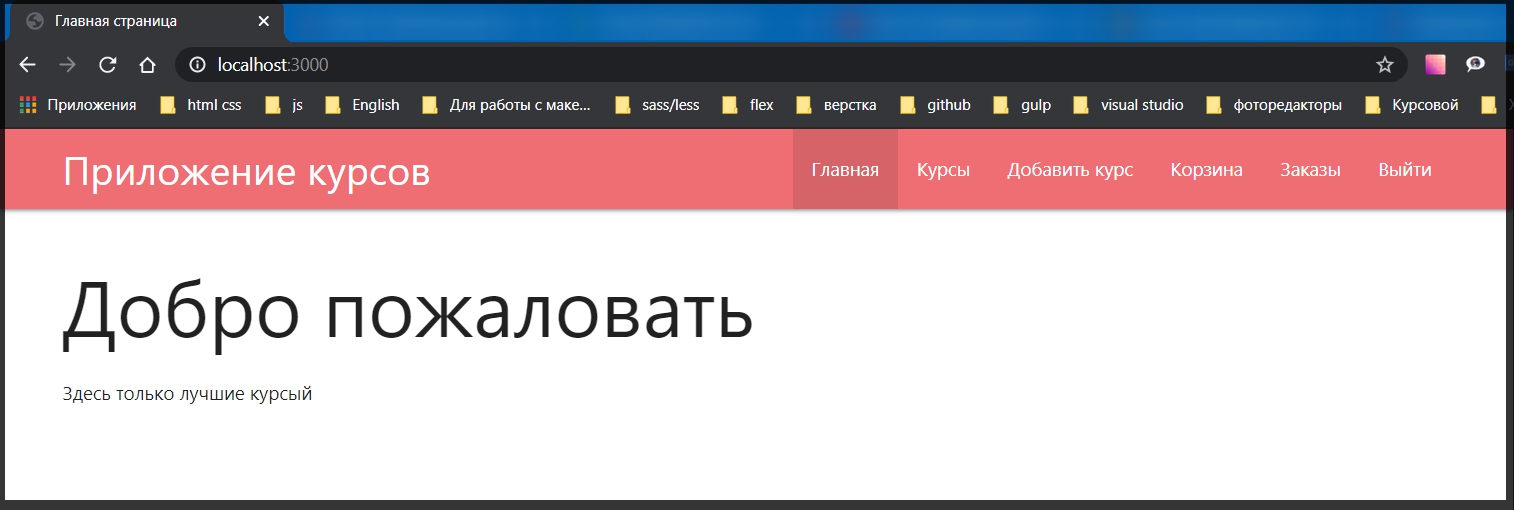 Главная страница
localhost:3000
Приложения html css js English Для работы с маке... sass/less flex верстка github gulp visual studio фоторедакторы Курсовой
Приложение курсов Главная Курсы Добавить курс Корзина Заказы Выйти
Добро пожаловать
Здесь только лучшие курсый